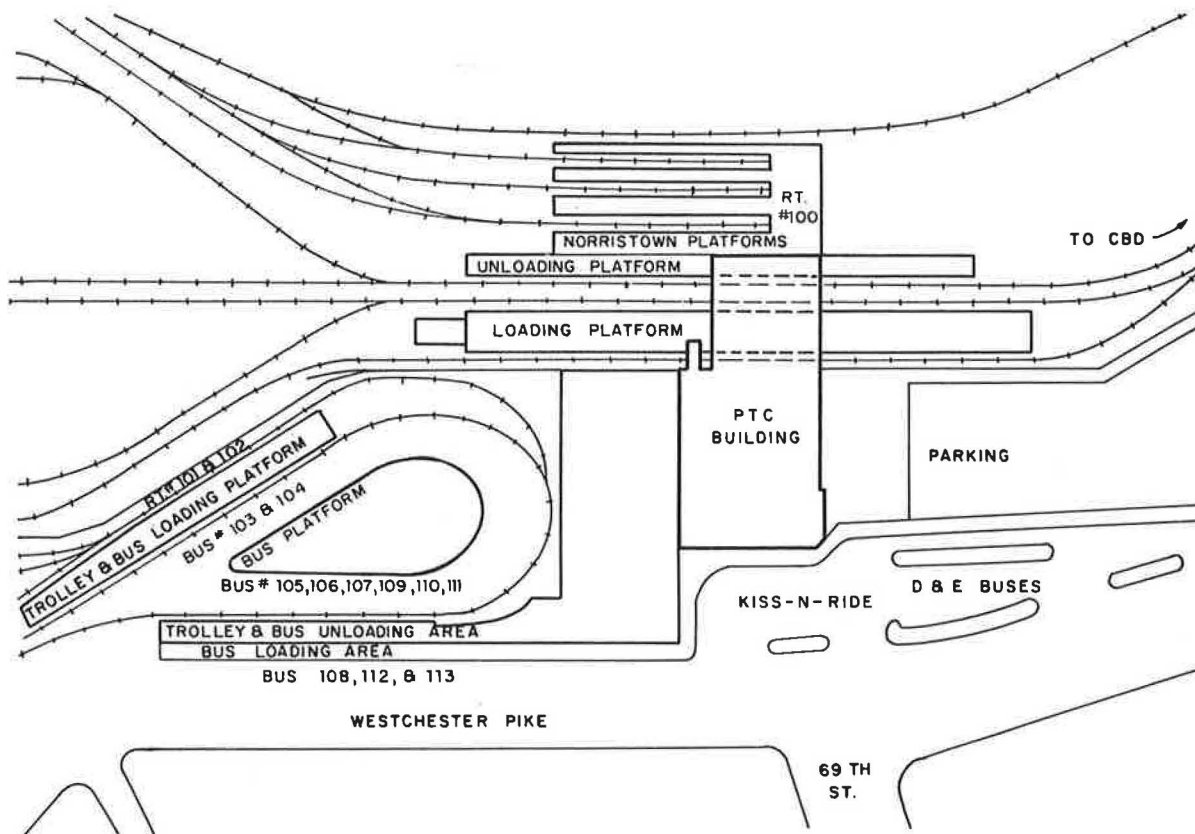 RT.
#100
NORRISTOWN PLATFORMS
TO CBD
UNLOADING PLATFORM
LOADING PLATFORM
PTC
BUILDING
PARKING
RT.# 101 & 102
TROLLEY & BUS LOADING PLATFORM
BUS # 103 & 104
BUS PLATFORM
BUS # 105,106,107,109,110,111
KISS-N-RIDE
D & E BUSES
TROLLEY & BUS UNLOADING AREA
BUS LOADING AREA
BUS 108, 112, & 113
WESTCHESTER PIKE
69 TH
ST.